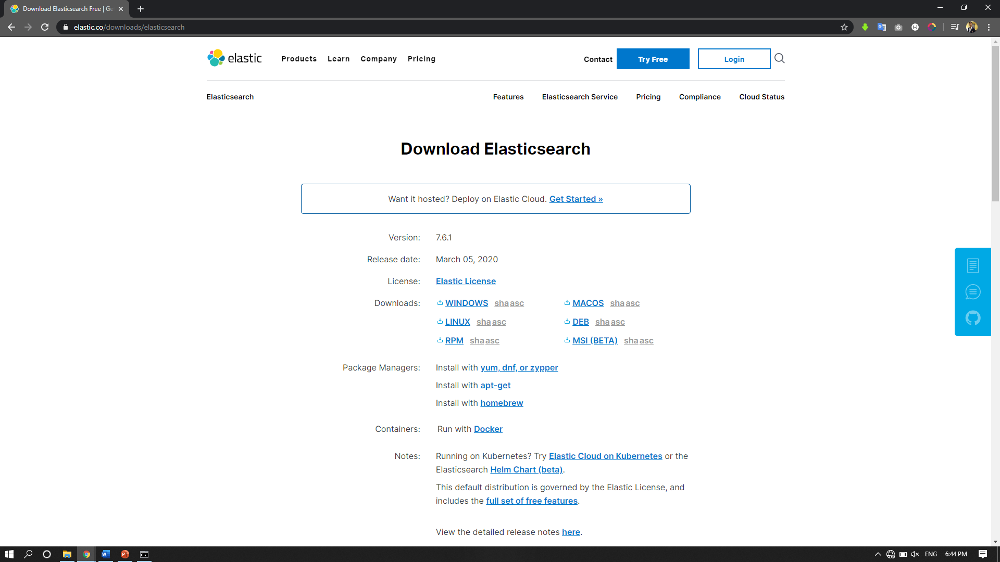 Download Elasticsearch Free | Ge
elastic.co/downloads/elasticsearch
elastic
Products Learn Company Pricing
Contact Try Free Login
Elasticsearch
Features Elasticsearch Service Pricing Compliance Cloud Status
Download Elasticsearch
Want it hosted? Deploy on Elastic Cloud. Get Started »
Version: 7.6.1
Release date: March 05, 2020
License: Elastic License
Downloads: WINDOWS sha asc MACOS sha asc
LINUX sha asc DEB sha asc
RPM sha asc MSI (BETA) sha asc
Package Managers: Install with yum, dnf, or zypper
Install with apt-get
Install with homebrew
Containers: Run with Docker
Notes: Running on Kubernetes? Try Elastic Cloud on Kubernetes or the
Elasticsearch Helm Chart (beta).
This default distribution is governed by the Elastic License, and
includes the full set of free features.
View the detailed release notes here.
ENG 6:44 PM